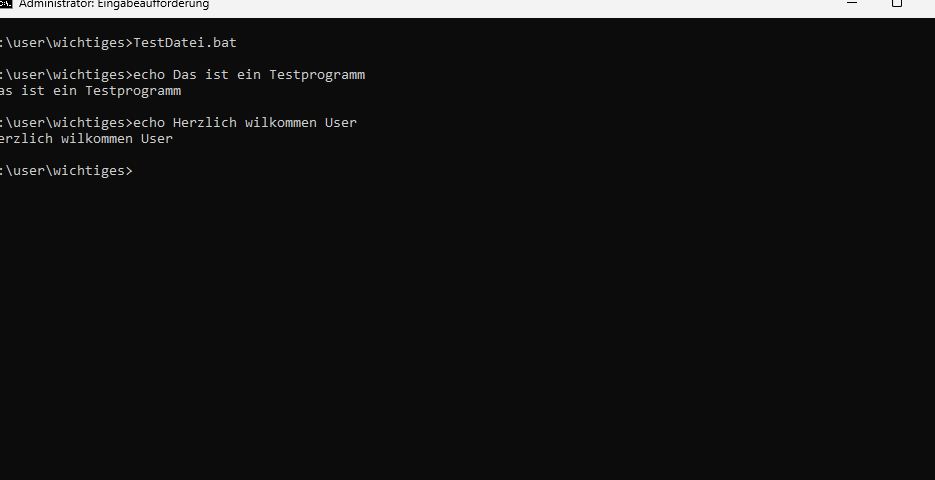 Administrator: Eingabeaufforderung
:\user\wichtiges>TestDatei.bat
:\user\wichtiges>echo Das ist ein Testprogramm
as ist ein Testprogramm
:\user\wichtiges>echo Herzlich wilkommen User
erzlich wilkommen User
:\user\wichtiges>